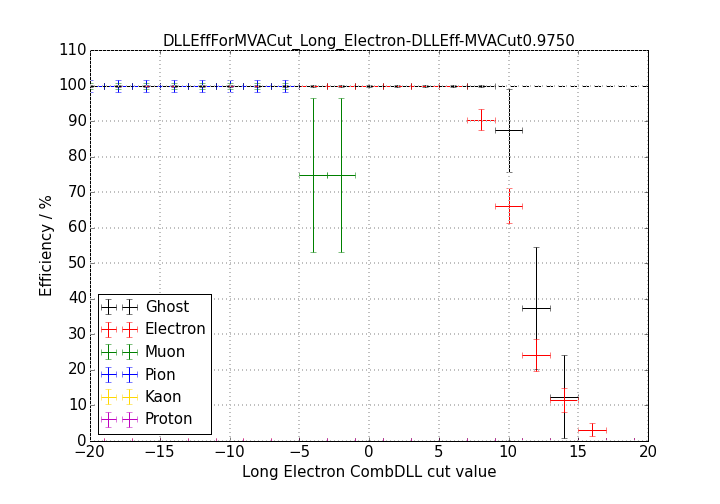 DLLEffForMVACut_Long_Electron-DLLEff-MVACut0.9750
110
100
90
80
70
60
50
40
30
20
10
0
Efficiency / %
Ghost
Electron
Muon
Pion
Kaon
Proton
−20 −15 −10 −5 0 5 10 15 20
Long Electron CombDLL cut value